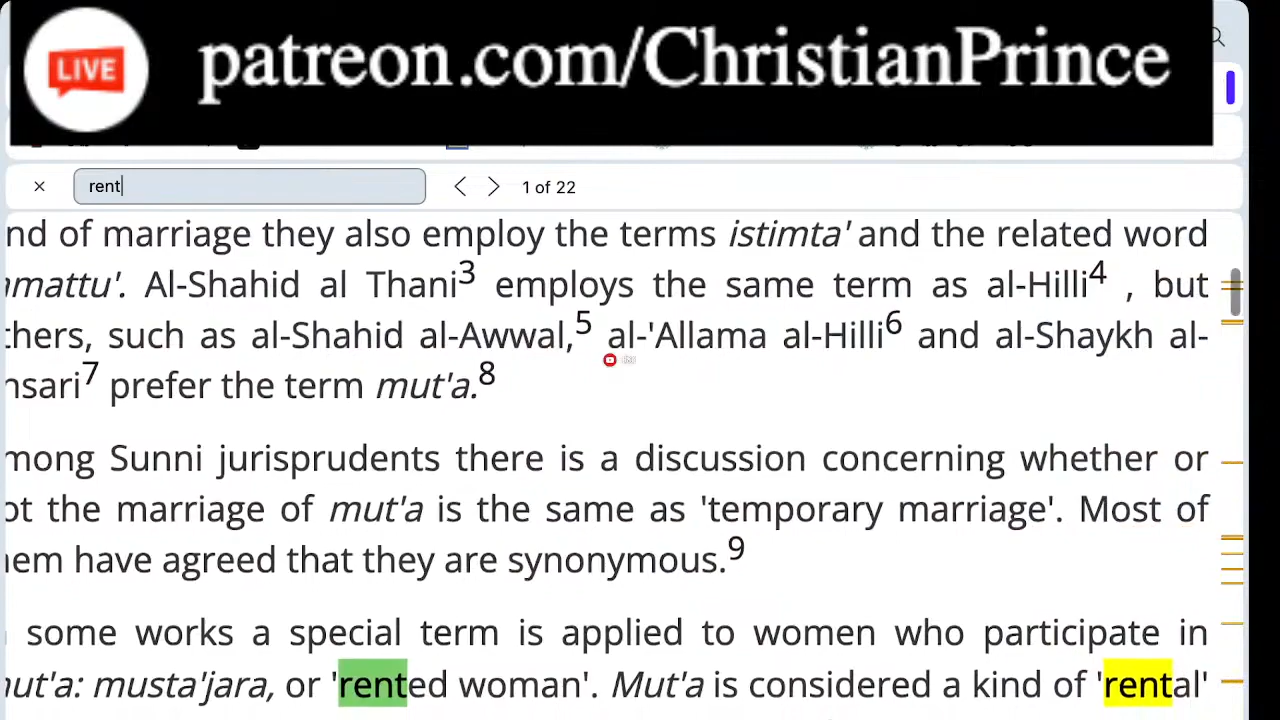 LIVE
patreon.com/ChristianPrince
rent
1 of 22
nd of marriage they also employ the terms istimta' and the related word
mattu'. Al-Shahid al Thani3 employs the same term as al-Hilli4 , but
thers, such as al-Shahid al-Awwal,5 al-'Allama al-Hilli6 and al-Shaykh al-
nsari7 prefer the term mut'a.8
mong Sunni jurisprudents there is a discussion concerning whether or
ot the marriage of mut'a is the same as 'temporary marriage'. Most of
hem have agreed that they are synonymous.9
some works a special term is applied to women who participate in
mut'a: musta'jara, or 'rented woman'. Mut'a is considered a kind of 'rental'